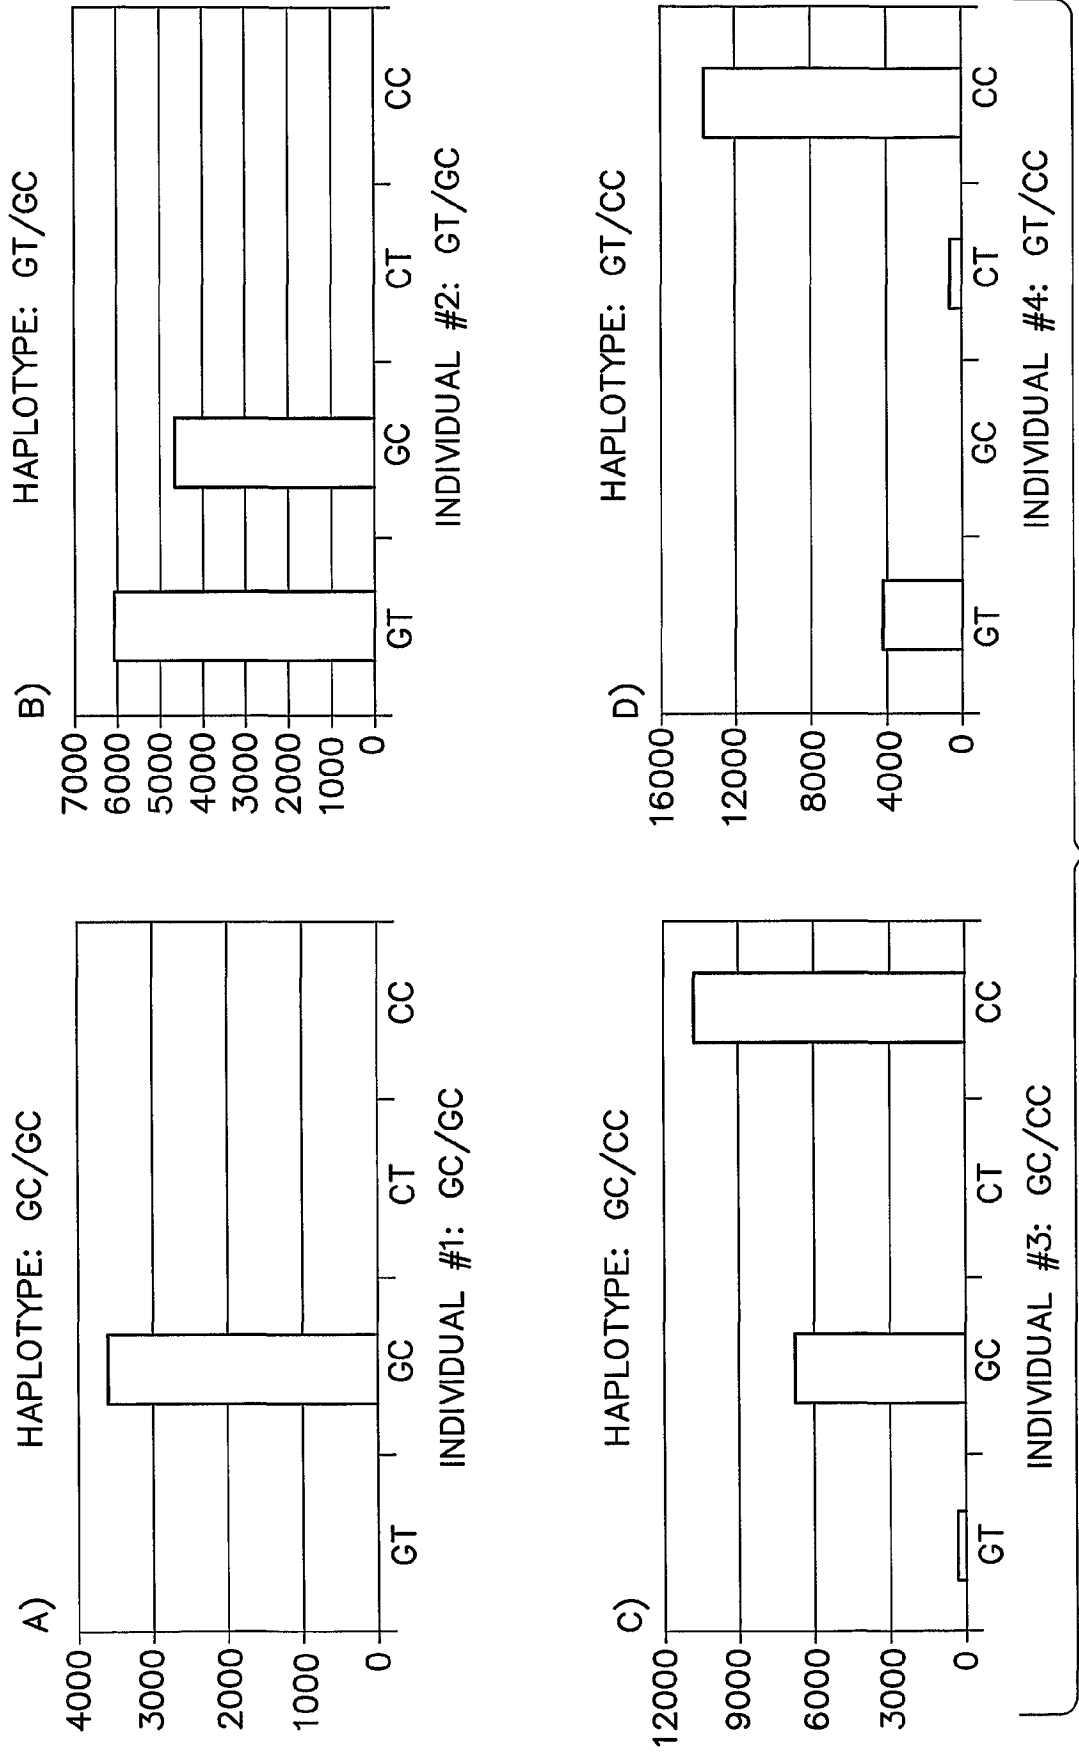 A)
HAPLOTYPE: GC/GC
4000
3000
2000
1000
0
GT GC CT CC
INDIVIDUAL #1: GC/GC
B)
HAPLOTYPE: GT/GC
7000
6000
5000
4000
3000
2000
1000
0
GT GC CT CC
INDIVIDUAL #2: GT/GC
C)
HAPLOTYPE: GC/CC
12000
9000
6000
3000
0
GT GC CT CC
INDIVIDUAL #3: GC/CC
D)
HAPLOTYPE: GT/CC
16000
12000
8000
4000
0
GT GC CT CC
INDIVIDUAL #4: GT/CC